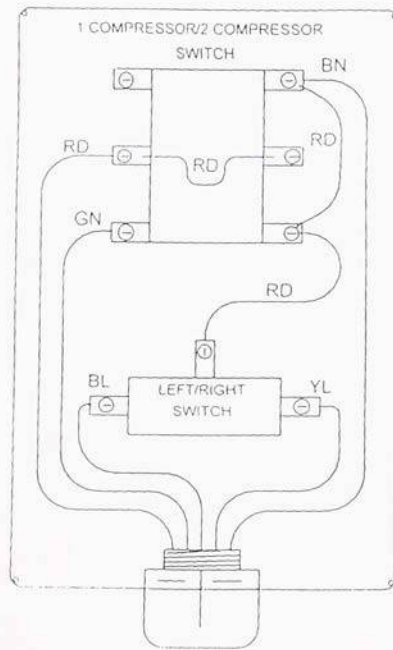 1 COMPRESSOR/2 COMPRESSOR
SWITCH
BN
RD
RD
RD
GN
RD
BL
LEFT/RIGHT
SWITCH
YL